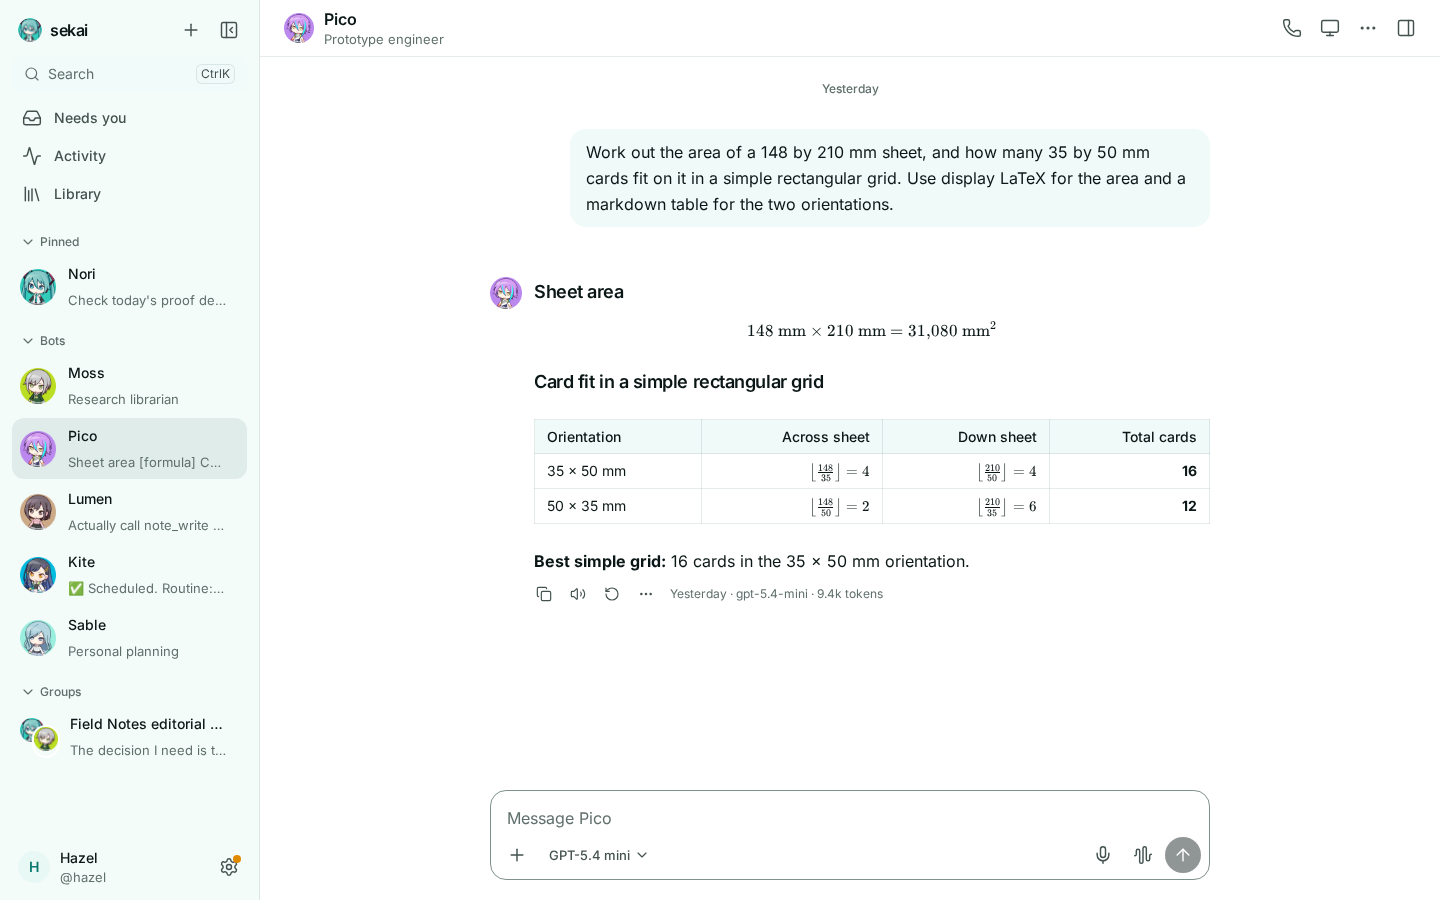 sekai
Search
CtrlK
Needs you
Activity
Library
Pinned
Nori
Check today's proof de...
Bots
Moss
Research librarian
Pico
Sheet area [formula] C...
Lumen
Actually call note_write ...
Kite
✅ Scheduled. Routine:...
Sable
Personal planning
Groups
Field Notes editorial ...
The decision I need is t...
H
Hazel
@hazel
Pico
Prototype engineer
Yesterday
Work out the area of a 148 by 210 mm sheet, and how many 35 by 50 mm
cards fit on it in a simple rectangular grid. Use display LaTeX for the area and a
markdown table for the two orientations.
Sheet area
148 mm × 210 mm = 31,080 mm²
Card fit in a simple rectangular grid
Orientation Across sheet Down sheet Total cards
35 × 50 mm ⌊148/35⌋ = 4 ⌊210/50⌋ = 4 16
50 × 35 mm ⌊148/50⌋ = 2 ⌊210/35⌋ = 6 12
Best simple grid: 16 cards in the 35 × 50 mm orientation.
Yesterday · gpt-5.4-mini · 9.4k tokens
Message Pico
GPT-5.4 mini